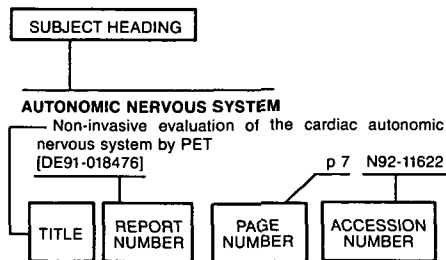 SUBJECT HEADING
AUTONOMIC NERVOUS SYSTEM
Non-invasive evaluation of the cardiac autonomic
nervous system by PET
[DE91-018476] p 7 N92-11622
TITLE REPORT NUMBER PAGE NUMBER ACCESSION NUMBER